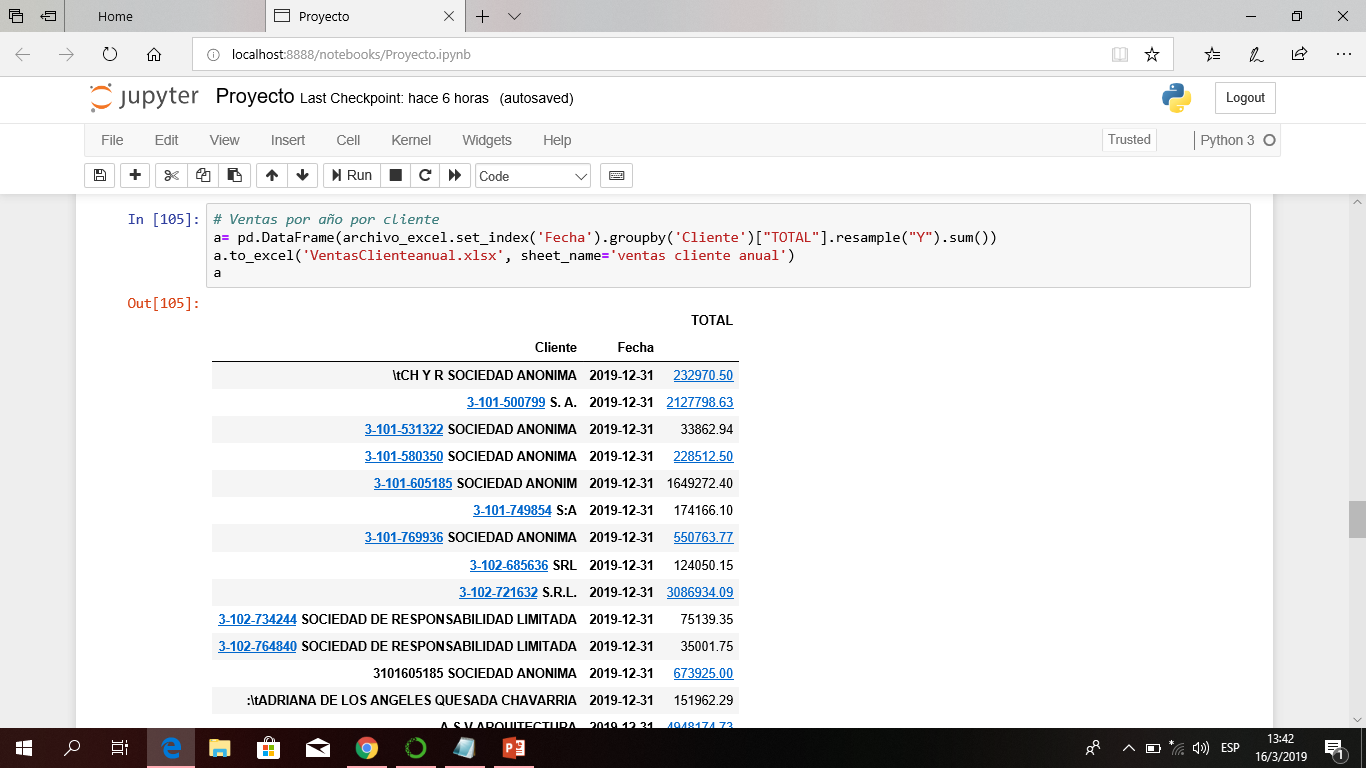 Home
Proyecto
localhost:8888/notebooks/Proyecto.ipynb
jupyter Proyecto Last Checkpoint: hace 6 horas (autosaved)
Logout
File Edit View Insert Cell Kernel Widgets Help
Trusted
Python 3
Run
Code
In [105]: # Ventas por año por cliente
a= pd.DataFrame(archivo_excel.set_index('Fecha').groupby('Cliente')["TOTAL"].resample("Y").sum())
a.to_excel('VentasClienteanual.xlsx', sheet_name='ventas cliente anual')
a
Out[105]:
TOTAL
Cliente Fecha
\tCH Y R SOCIEDAD ANONIMA 2019-12-31 232970.50
3-101-500799 S. A. 2019-12-31 2127798.63
3-101-531322 SOCIEDAD ANONIMA 2019-12-31 33862.94
3-101-580350 SOCIEDAD ANONIMA 2019-12-31 228512.50
3-101-605185 SOCIEDAD ANONIM 2019-12-31 1649272.40
3-101-749854 S:A 2019-12-31 174166.10
3-101-769936 SOCIEDAD ANONIMA 2019-12-31 550763.77
3-102-685636 SRL 2019-12-31 124050.15
3-102-721632 S.R.L. 2019-12-31 3086934.09
3-102-734244 SOCIEDAD DE RESPONSABILIDAD LIMITADA 2019-12-31 75139.35
3-102-764840 SOCIEDAD DE RESPONSABILIDAD LIMITADA 2019-12-31 35001.75
3101605185 SOCIEDAD ANONIMA 2019-12-31 673925.00
:\tADRIANA DE LOS ANGELES QUESADA CHAVARRIA 2019-12-31 151962.29
A S V ARQUITECTURA 2019-12-31 4948174.73
ESP
13:42
16/3/2019
1